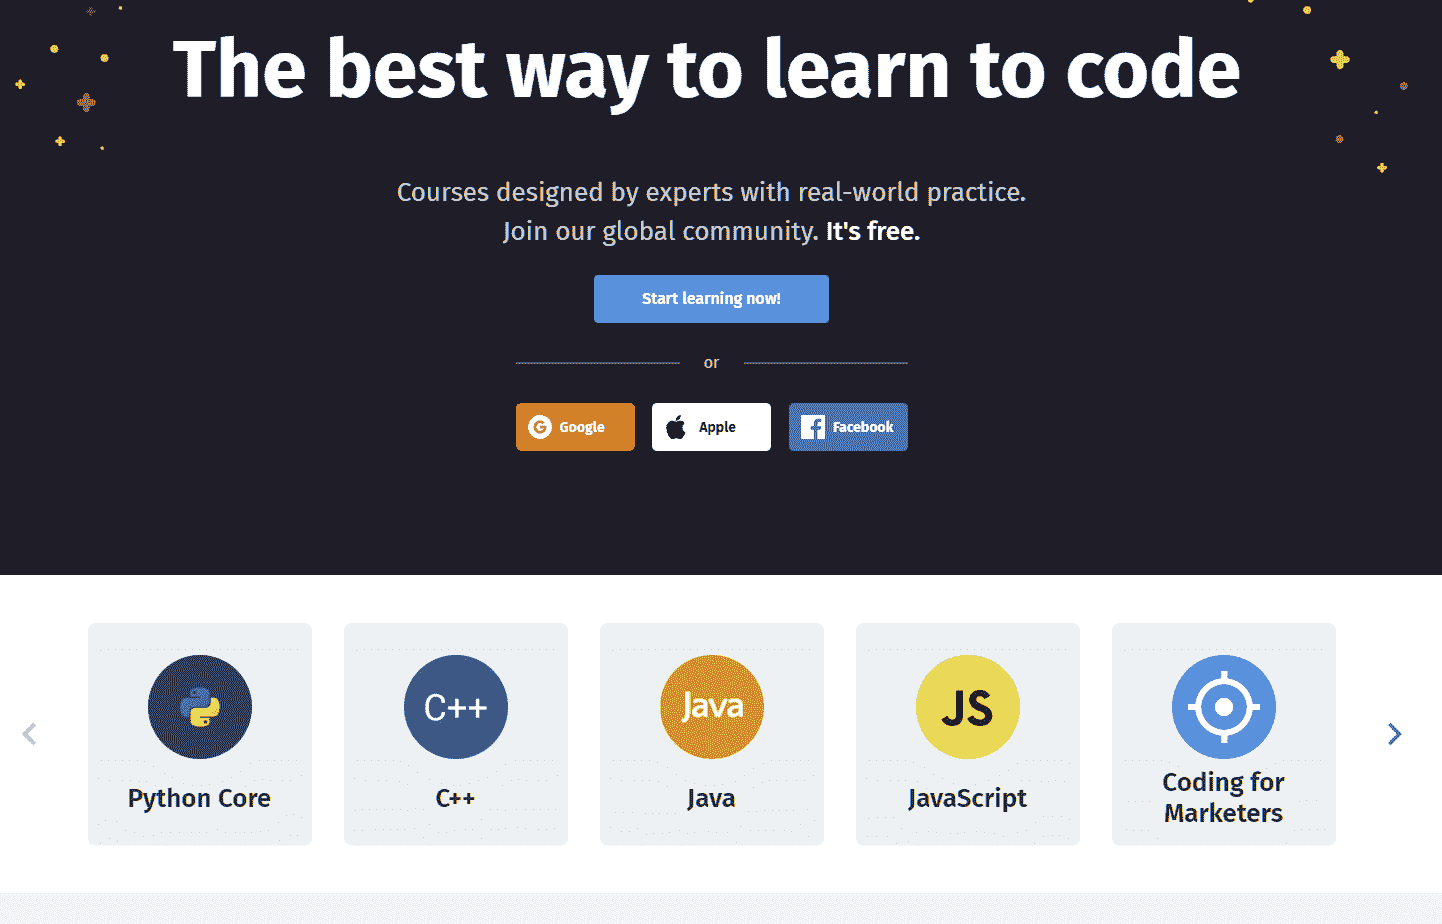 The best way to learn to code
Courses designed by experts with real-world practice.
Join our global community. It's free.
Start learning now!
or
G Google
Apple
f Facebook
C++
Java
JS
Python Core
C++
Java
JavaScript
Coding for
Marketers